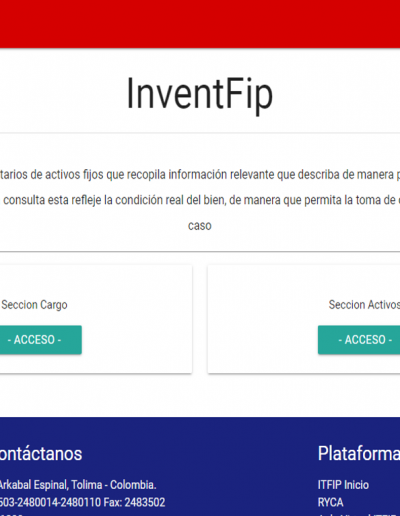 InventFip
tarios de activos fijos que recopila información relevante que describa de manera p
consulta esta refleje la condición real del bien, de manera que permita la toma de
caso
Seccion Cargo
Seccion Activos
- ACCESO -
- ACCESO -
ontáctanos
Plataforma
Arkabal Espinal, Tolima - Colombia.
ITFIP Inicio
503-2480014-2480110 Fax: 2483502
RYCA